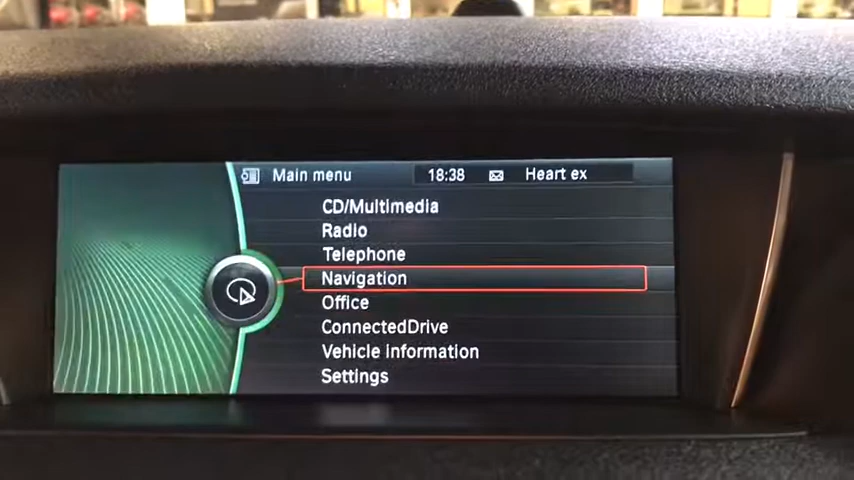 Main menu 18:38 Heart ex
CD/Multimedia
Radio
Telephone
Navigation
Office
ConnectedDrive
Vehicle information
Settings